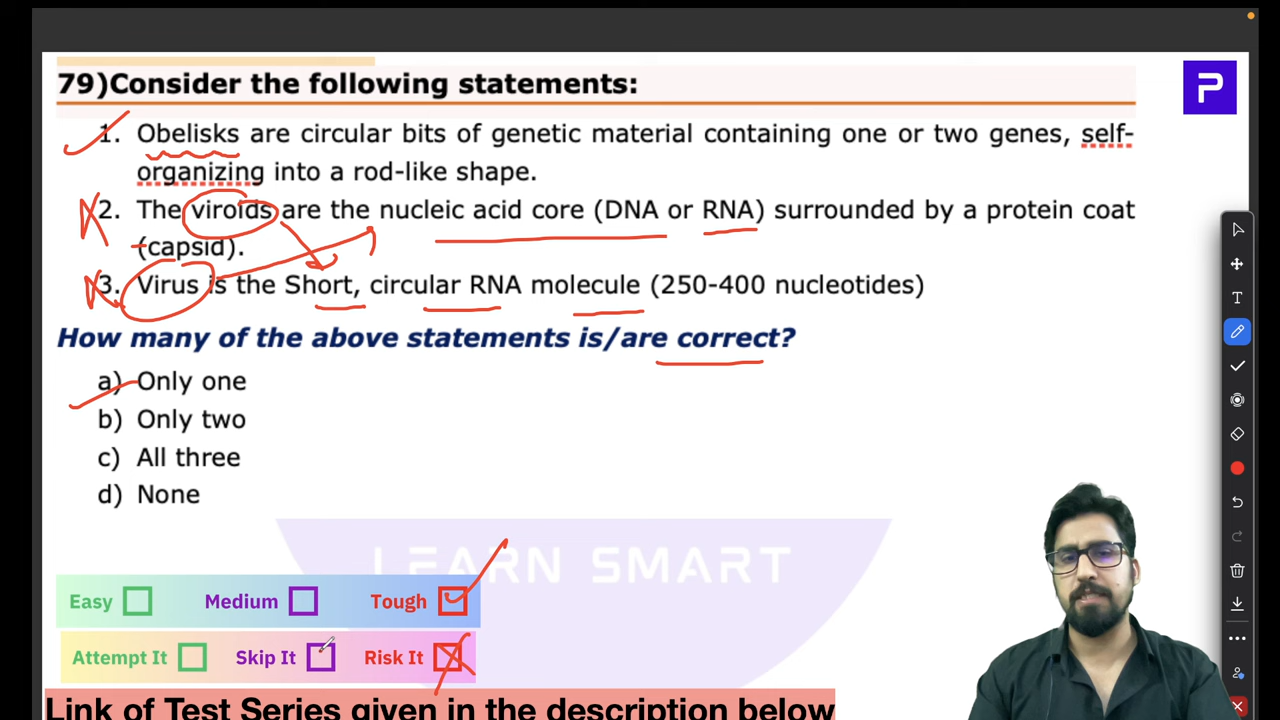 79)Consider the following statements:
1. Obelisks are circular bits of genetic material containing one or two genes, self-
organizing into a rod-like shape.
2. The viroids are the nucleic acid core (DNA or RNA) surrounded by a protein coat
(capsid).
3. Virus is the Short, circular RNA molecule (250-400 nucleotides)
How many of the above statements is/are correct?
a) Only one
b) Only two
c) All three
d) None
LEARN SMART
Easy Medium Tough
Attempt It Skip It Risk It
Link of Test Series given in the description below